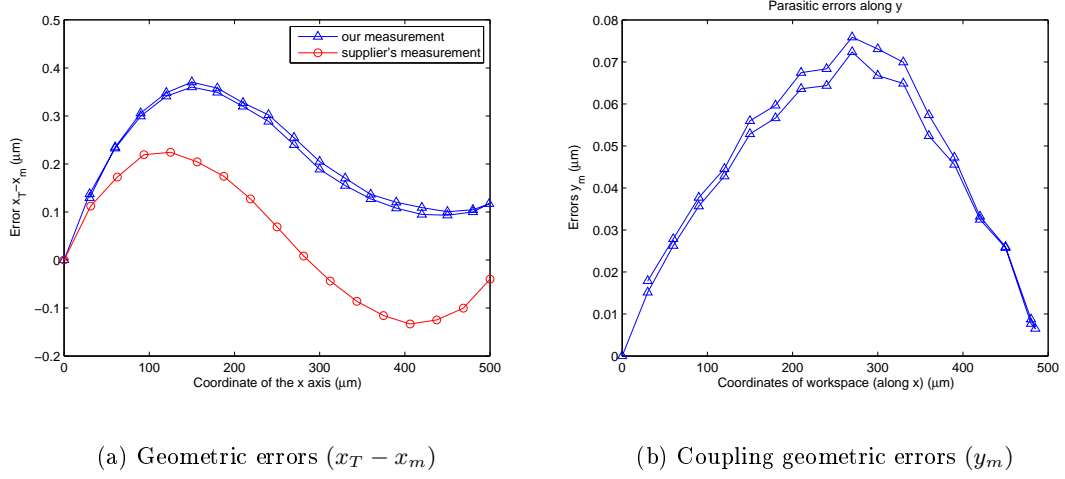 0.5
0.4
0.3
0.2
0.1
0
−0.1
−0.2
0 100 200 300 400 500
Error x_T−x_m (μm)
Coordinate of the x axis (μm)
our measurement
supplier's measurement
Parasitic errors along y
0.08
0.07
0.06
0.05
0.04
0.03
0.02
0.01
0
0 100 200 300 400 500
Errors y_m (μm)
Coordinates of workspace (along x) (μm)
(a) Geometric errors (x_T − x_m)
(b) Coupling geometric errors (y_m)